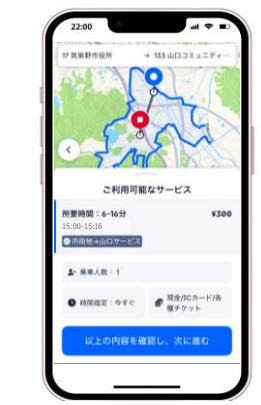 22:00
17 筑紫野市役所 → 133 山口コミュニティ…
ご利用可能なサービス
所要時間：6-16分 ¥300
15:00-15:16
市街地⇔山口サービス
乗車人数：1
時間指定：今すぐ
現金/ICカード/各
種チケット
以上の内容を確認し、次に進む